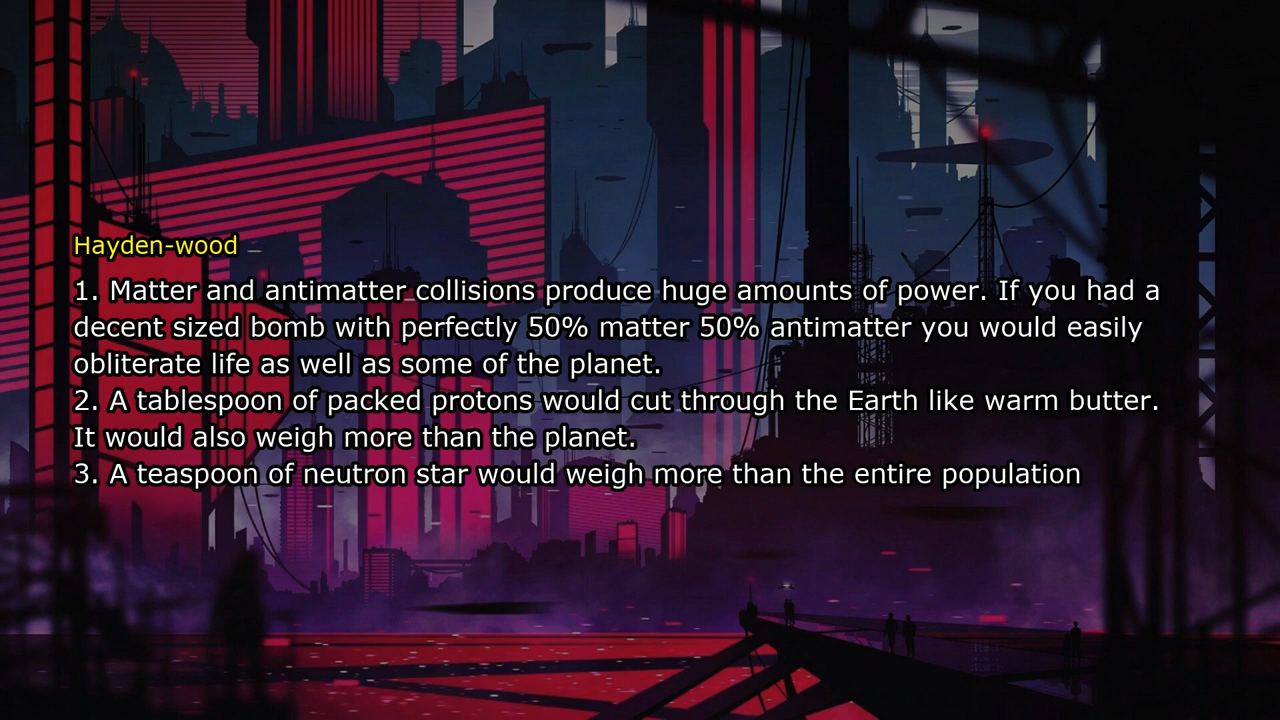 Hayden-wood
1. Matter and antimatter collisions produce huge amounts of power. If you had a
decent sized bomb with perfectly 50% matter 50% antimatter you would easily
obliterate life as well as some of the planet.
2. A tablespoon of packed protons would cut through the Earth like warm butter.
It would also weigh more than the planet.
3. A teaspoon of neutron star would weigh more than the entire population